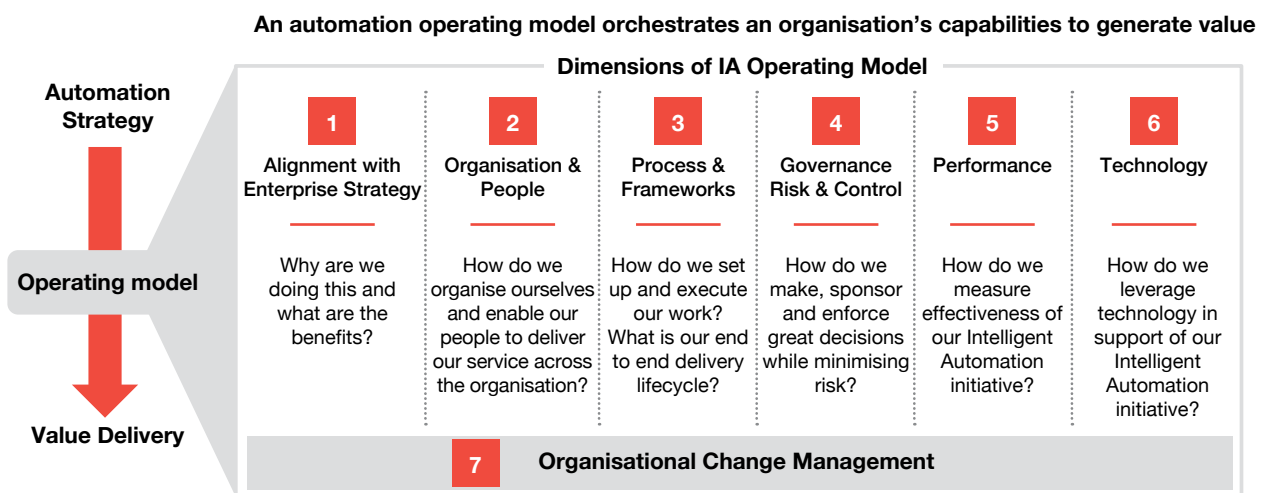 An automation operating model orchestrates an organisation's capabilities to generate value
Dimensions of IA Operating Model
Automation
Strategy
Operating model
Value Delivery
1
Alignment with
Enterprise Strategy
Why are we
doing this and
what are the
benefits?
2
Organisation &
People
How do we
organise ourselves
and enable our
people to deliver
our service across
the organisation?
3
Process &
Frameworks
How do we set
up and execute
our work?
What is our end
to end delivery
lifecycle?
4
Governance
Risk & Control
How do we
make, sponsor
and enforce
great decisions
while minimising
risk?
5
Performance
How do we
measure
effectiveness of
our Intelligent
Automation
initiative?
6
Technology
How do we
leverage
technology in
support of our
Intelligent
Automation
initiative?
7
Organisational Change Management